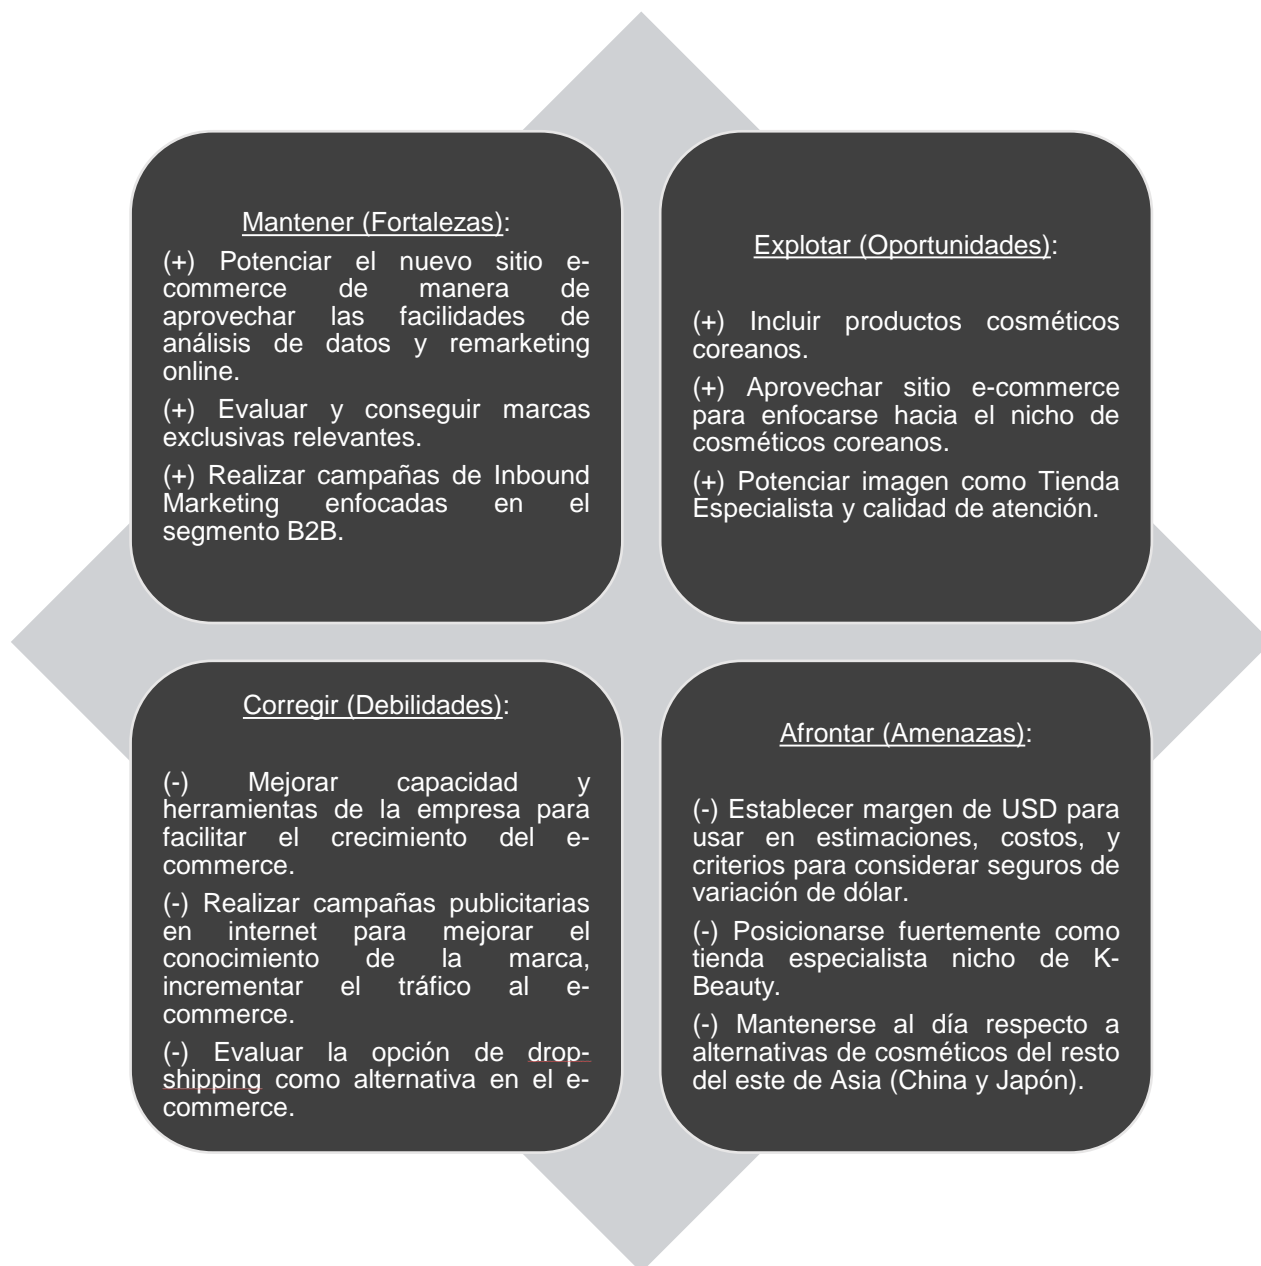 Mantener (Fortalezas):
(+) Potenciar el nuevo sitio e-
commerce de manera de
aprovechar las facilidades de
análisis de datos y remarketing
online.
(+) Evaluar y conseguir marcas
exclusivas relevantes.
(+) Realizar campañas de Inbound
Marketing enfocadas en el
segmento B2B.
Explotar (Oportunidades):
(+) Incluir productos cosméticos
coreanos.
(+) Aprovechar sitio e-commerce
para enfocarse hacia el nicho de
cosméticos coreanos.
(+) Potenciar imagen como Tienda
Especialista y calidad de atención.
Corregir (Debilidades):
(-) Mejorar capacidad y
herramientas de la empresa para
facilitar el crecimiento del e-
commerce.
(-) Realizar campañas publicitarias
en internet para mejorar el
conocimiento de la marca,
incrementar el tráfico al e-
commerce.
(-) Evaluar la opción de drop-
shipping como alternativa en el e-
commerce.
Afrontar (Amenazas):
(-) Establecer margen de USD para
usar en estimaciones, costos, y
criterios para considerar seguros de
variación de dólar.
(-) Posicionarse fuertemente como
tienda especialista nicho de K-
Beauty.
(-) Mantenerse al día respecto a
alternativas de cosméticos del resto
del este de Asia (China y Japón).